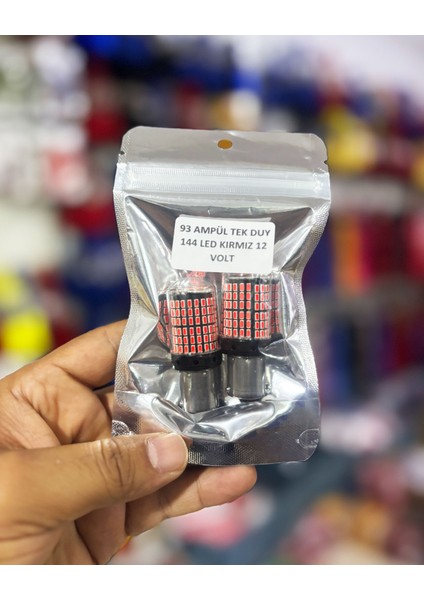 93 AMPÜL TEK DUY
144 LED KIRMIZ 12
VOLT